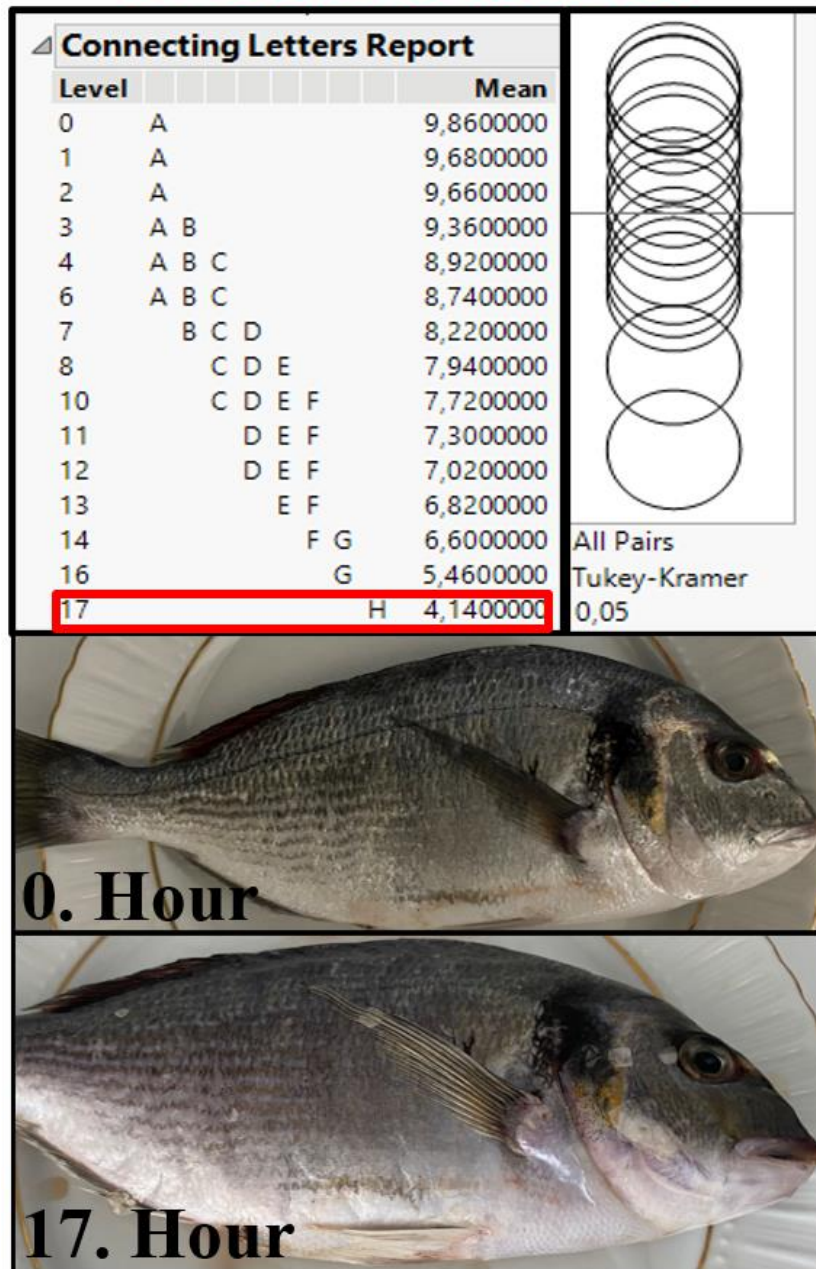 Connecting Letters Report
Level Mean
0 A 9,8600000
1 A 9,6800000
2 A 9,6600000
3 A B 9,3600000
4 A B C 8,9200000
6 A B C 8,7400000
7 B C D 8,2200000
8 C D E 7,9400000
10 C D E F 7,7200000
11 D E F 7,3000000
12 D E F 7,0200000
13 E F 6,8200000
14 F G 6,6000000
16 G 5,4600000
17 H 4,1400000
All Pairs
Tukey-Kramer
0,05
0. Hour
17. Hour